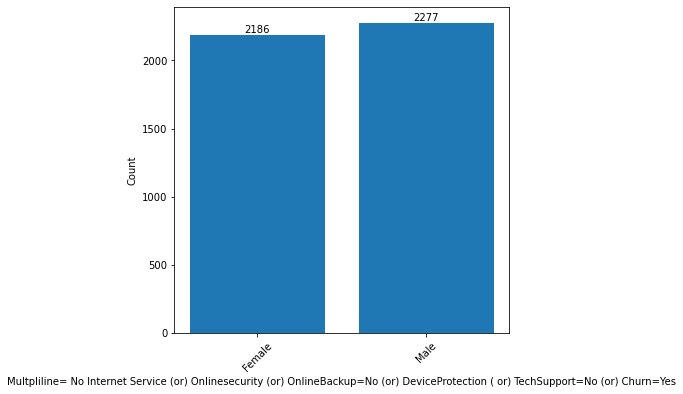 2277
2186
2000
1500
1000
500
0
Count
Female
Male
Multpliline= No Internet Service (or) Onlinesecurity (or) OnlineBackup=No (or) DeviceProtection ( or) TechSupport=No (or) Churn=Yes